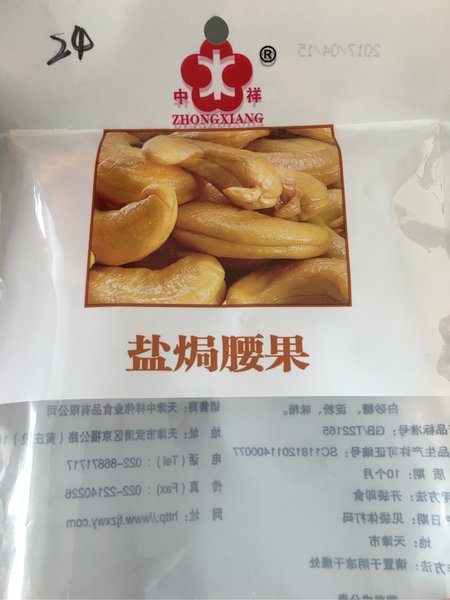 24
2017/04/15
®
中 祥
ZHONGXIANG
盐焗腰果
销售商：天津中祥伟业食品有限公司
地 址：天津市武清区京福公路（黄庄段）1
电 话（Tel）：022-86871717
传 真（Fax）：022-22140226
网 址：http://www.tjzxwy.com
白砂糖、淀粉、味精。
产品标准号：GB/T22165
食品生产许可证编号：SC11812011400077
质 期：10个月
方法：开袋即食
日期：见袋体打码
地：天津市
方法：请置于阴凉干燥处